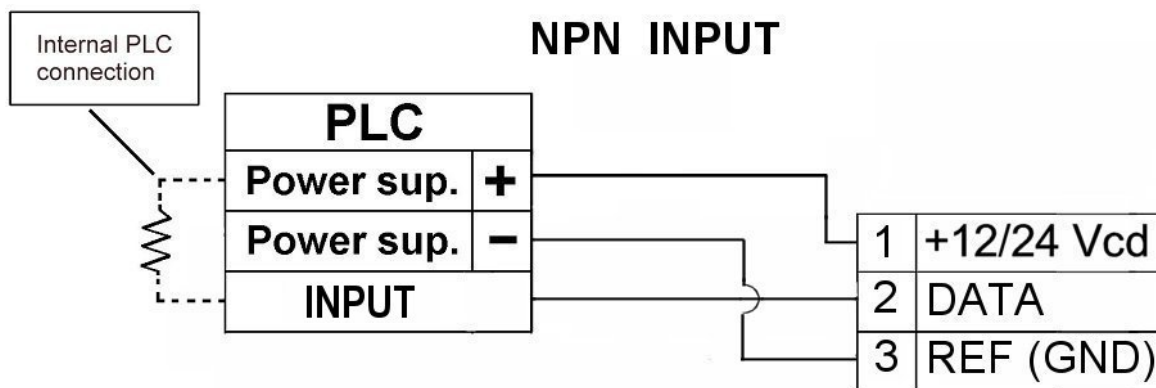 Internal PLC
connection
NPN INPUT
PLC
Power sup. +
Power sup. -
INPUT
1 +12/24 Vcd
2 DATA
3 REF (GND)